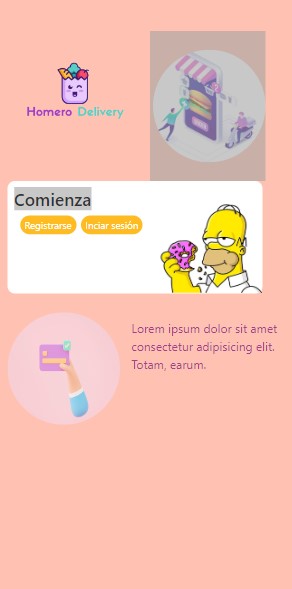 Homero Delivery
Comienza
Registrarse
Inciar sesión
Lorem ipsum dolor sit amet
consectetur adipisicing elit.
Totam, earum.